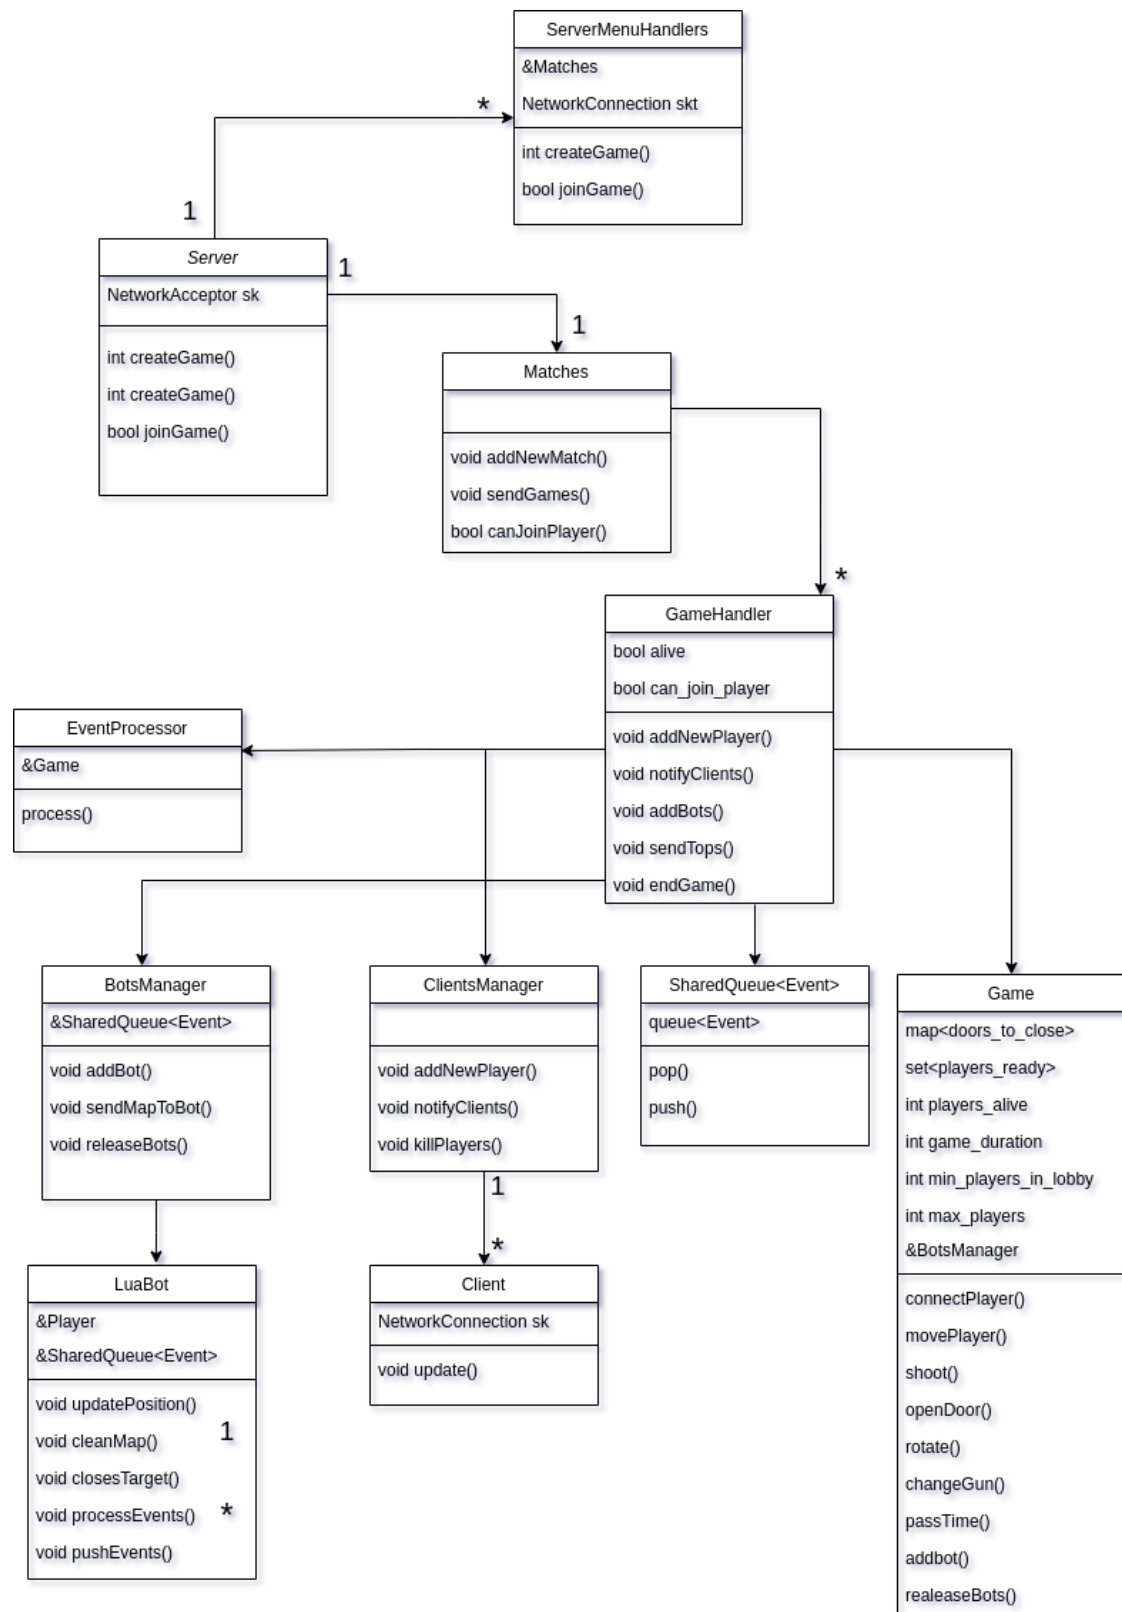 ServerMenuHandlers
&Matches
NetworkConnection skt
int createGame()
bool joinGame()
*
1
Server
NetworkAcceptor sk
int createGame()
int createGame()
bool joinGame()
1
1
Matches
void addNewMatch()
void sendGames()
bool canJoinPlayer()
*
GameHandler
bool alive
bool can_join_player
void addNewPlayer()
void notifyClients()
void addBots()
void sendTops()
void endGame()
EventProcessor
&Game
process()
BotsManager
&SharedQueue<Event>
void addBot()
void sendMapToBot()
void releaseBots()
ClientsManager
void addNewPlayer()
void notifyClients()
void killPlayers()
1
*
SharedQueue<Event>
queue<Event>
pop()
push()
Game
map<doors_to_close>
set<players_ready>
int players_alive
int game_duration
int min_players_in_lobby
int max_players
&BotsManager
connectPlayer()
movePlayer()
shoot()
openDoor()
rotate()
changeGun()
passTime()
addbot()
realeaseBots()
LuaBot
&Player
&SharedQueue<Event>
void updatePosition()
void cleanMap()
void closesTarget()
void processEvents()
void pushEvents()
1
*
Client
NetworkConnection sk
void update()